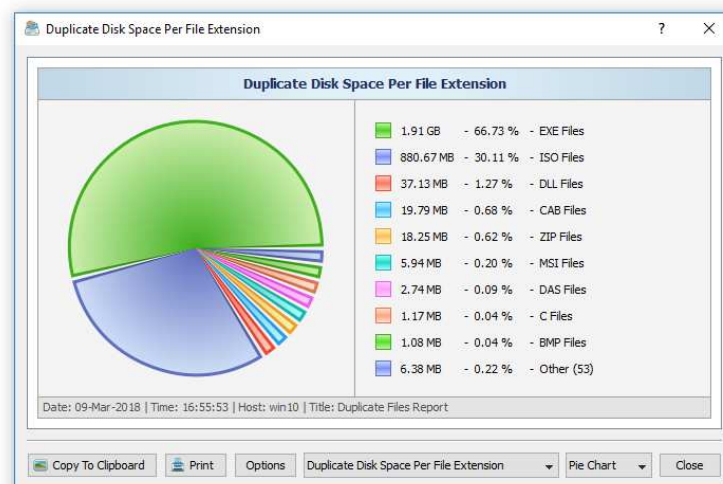 Duplicate Disk Space Per File Extension
?
Duplicate Disk Space Per File Extension
1.91 GB - 66.73 % - EXE Files
880.67 MB - 30.11 % - ISO Files
37.13 MB - 1.27 % - DLL Files
19.79 MB - 0.68 % - CAB Files
18.25 MB - 0.62 % - ZIP Files
5.94 MB - 0.20 % - MSI Files
2.74 MB - 0.09 % - DAS Files
1.17 MB - 0.04 % - C Files
1.08 MB - 0.04 % - BMP Files
6.38 MB - 0.22 % - Other (53)
Date: 09-Mar-2018 | Time: 16:55:53 | Host: win10 | Title: Duplicate Files Report
Copy To Clipboard Print Options Duplicate Disk Space Per File Extension Pie Chart Close